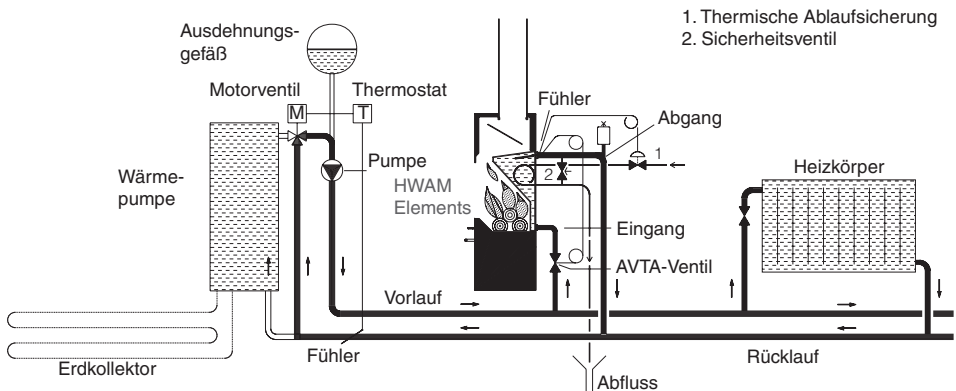 1. Thermische Ablaufsicherung
2. Sicherheitsventil
Ausdehnungs-
gefäß
Motorventil
Thermostat
M
T
Fühler
Abgang
1
Pumpe
2
Heizkörper
Wärme-
pumpe
HWAM
Elements
Eingang
AVTA-Ventil
Vorlauf
Fühler
Rücklauf
Erdkollektor
Abfluss